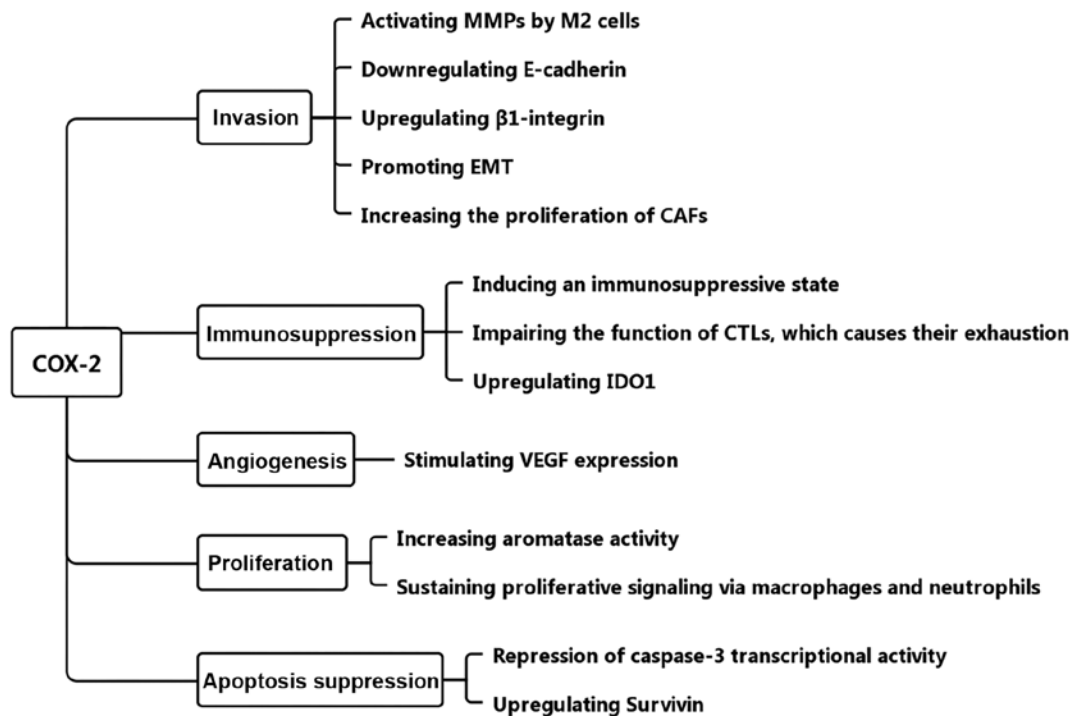 Activating MMPs by M2 cells
Downregulating E-cadherin
Invasion
Upregulating β1-integrin
Promoting EMT
Increasing the proliferation of CAFs
Inducing an immunosuppressive state
Immunosuppression
Impairing the function of CTLs, which causes their exhaustion
COX-2
Upregulating IDO1
Angiogenesis
Stimulating VEGF expression
Increasing aromatase activity
Proliferation
Sustaining proliferative signaling via macrophages and neutrophils
Repression of caspase-3 transcriptional activity
Apoptosis suppression
Upregulating Survivin